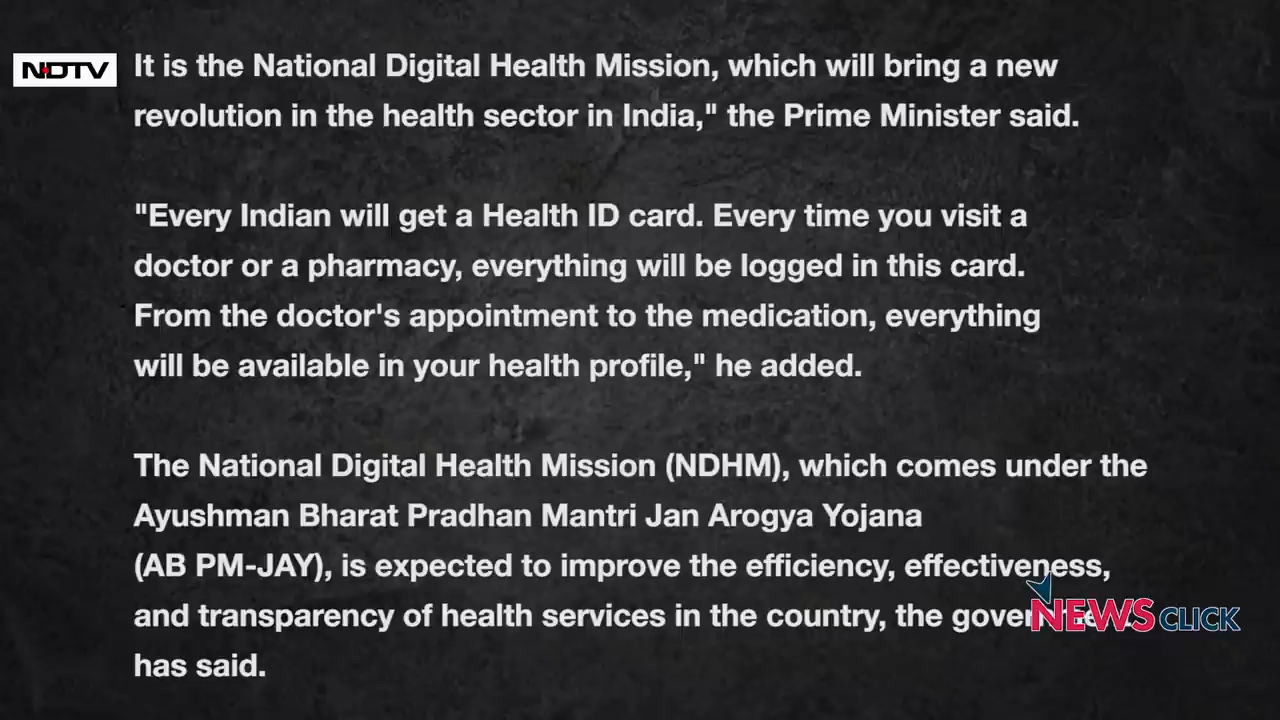 NDTV
It is the National Digital Health Mission, which will bring a new
revolution in the health sector in India," the Prime Minister said.
"Every Indian will get a Health ID card. Every time you visit a
doctor or a pharmacy, everything will be logged in this card.
From the doctor's appointment to the medication, everything
will be available in your health profile," he added.
The National Digital Health Mission (NDHM), which comes under the
Ayushman Bharat Pradhan Mantri Jan Arogya Yojana
(AB PM-JAY), is expected to improve the efficiency, effectiveness,
and transparency of health services in the country, the
NEWSCLICK
has said.